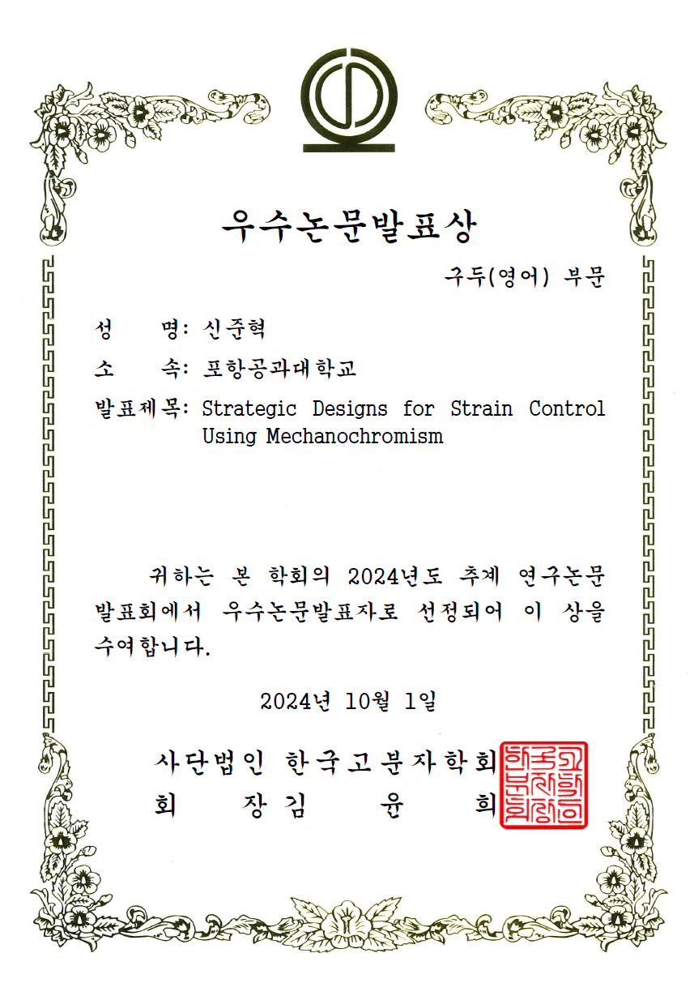 우수논문발표상
구두(영어) 부문
성 명: 신준혁
소 속: 포항공과대학교
발표제목: Strategic Designs for Strain Control
Using Mechanochromism
귀하는 본 학회의 2024년도 추계 연구논문
발표회에서 우수논문발표자로 선정되어 이 상을
수여합니다.
2024년 10월 1일
사단법인 한국고분자학회
회 장 김 윤 희